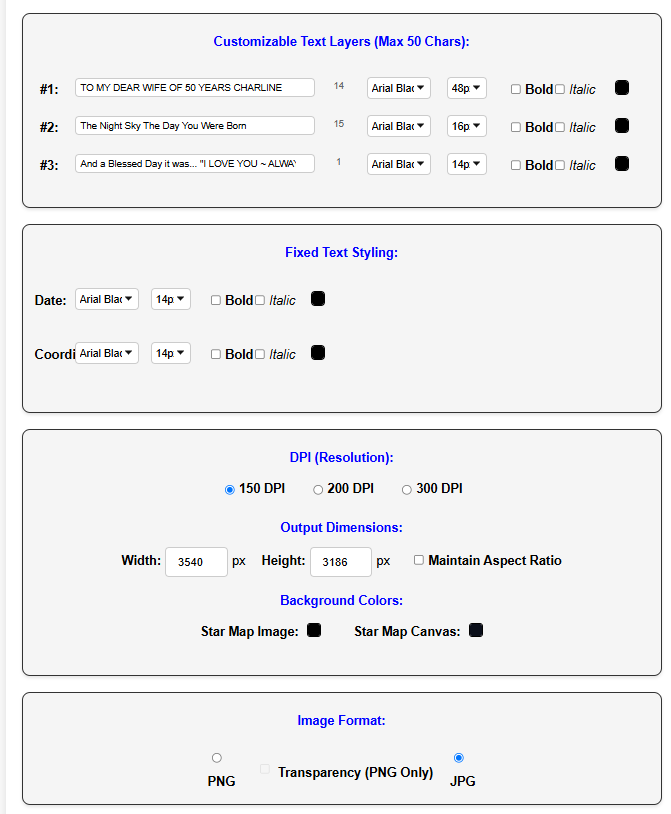 Customizable Text Layers (Max 50 Chars):
#1: TO MY DEAR WIFE OF 50 YEARS CHARLINE 14 Arial Blac 48p Bold Italic
#2: The Night Sky The Day You Were Born 15 Arial Blac 16p Bold Italic
#3: And a Blessed Day it was... "I LOVE YOU ~ ALWA 1 Arial Blac 14p Bold Italic
Fixed Text Styling:
Date: Arial Blac 14p Bold Italic
Coordi Arial Blac 14p Bold Italic
DPI (Resolution):
150 DPI 200 DPI 300 DPI
Output Dimensions:
Width: 3540 px Height: 3186 px Maintain Aspect Ratio
Background Colors:
Star Map Image: Star Map Canvas:
Image Format:
PNG Transparency (PNG Only) JPG